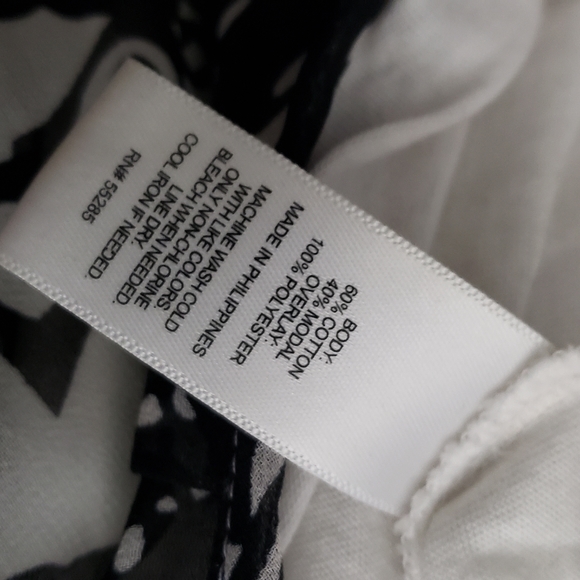 BODY:
60% COTTON
40% MODAL
OVERLAY:
100% POLYESTER
MADE IN PHILIPPINES
MACHINE WASH COLD
WITH LIKE COLORS
ONLY NON-CHLORINE
BLEACH WHEN NEEDED.
LINE DRY.
COOL IRON IF NEEDED.
RN# 55285